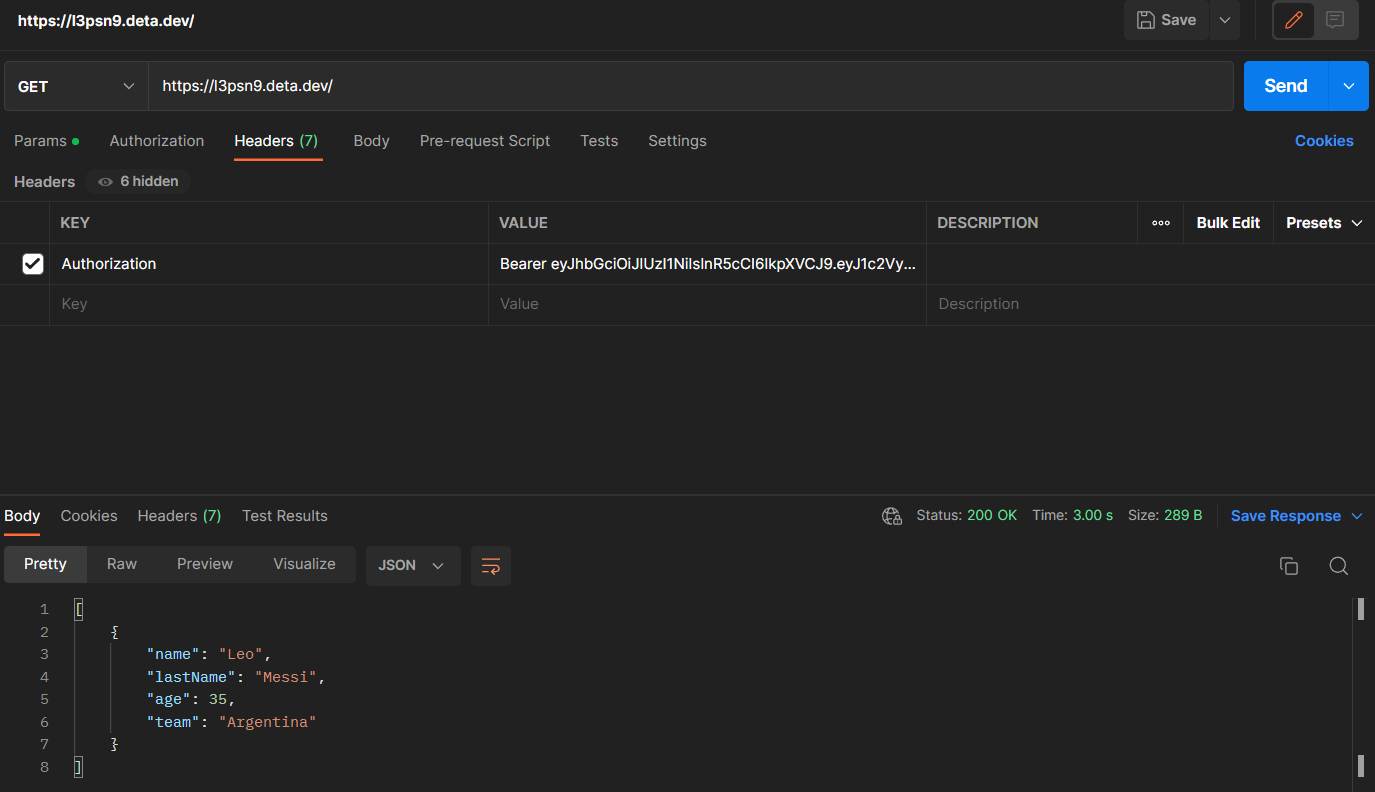 https://l3psn9.deta.dev/
Save
GET
https://l3psn9.deta.dev/
Send
Params
Authorization
Headers (7)
Body
Pre-request Script
Tests
Settings
Cookies
Headers
6 hidden
KEY
VALUE
DESCRIPTION
Bulk Edit
Presets
Authorization
Bearer eyJhbGciOiJIUzI1NiIsInR5cCI6IkpXVCJ9.eyJ1c2Vy...
Key
Value
Description
Body
Cookies
Headers (7)
Test Results
Status: 200 OK
Time: 3.00 s
Size: 289 B
Save Response
Pretty
Raw
Preview
Visualize
JSON
1 [
2 {
3 "name": "Leo",
4 "lastName": "Messi",
5 "age": 35,
6 "team": "Argentina"
7 }
8 ]